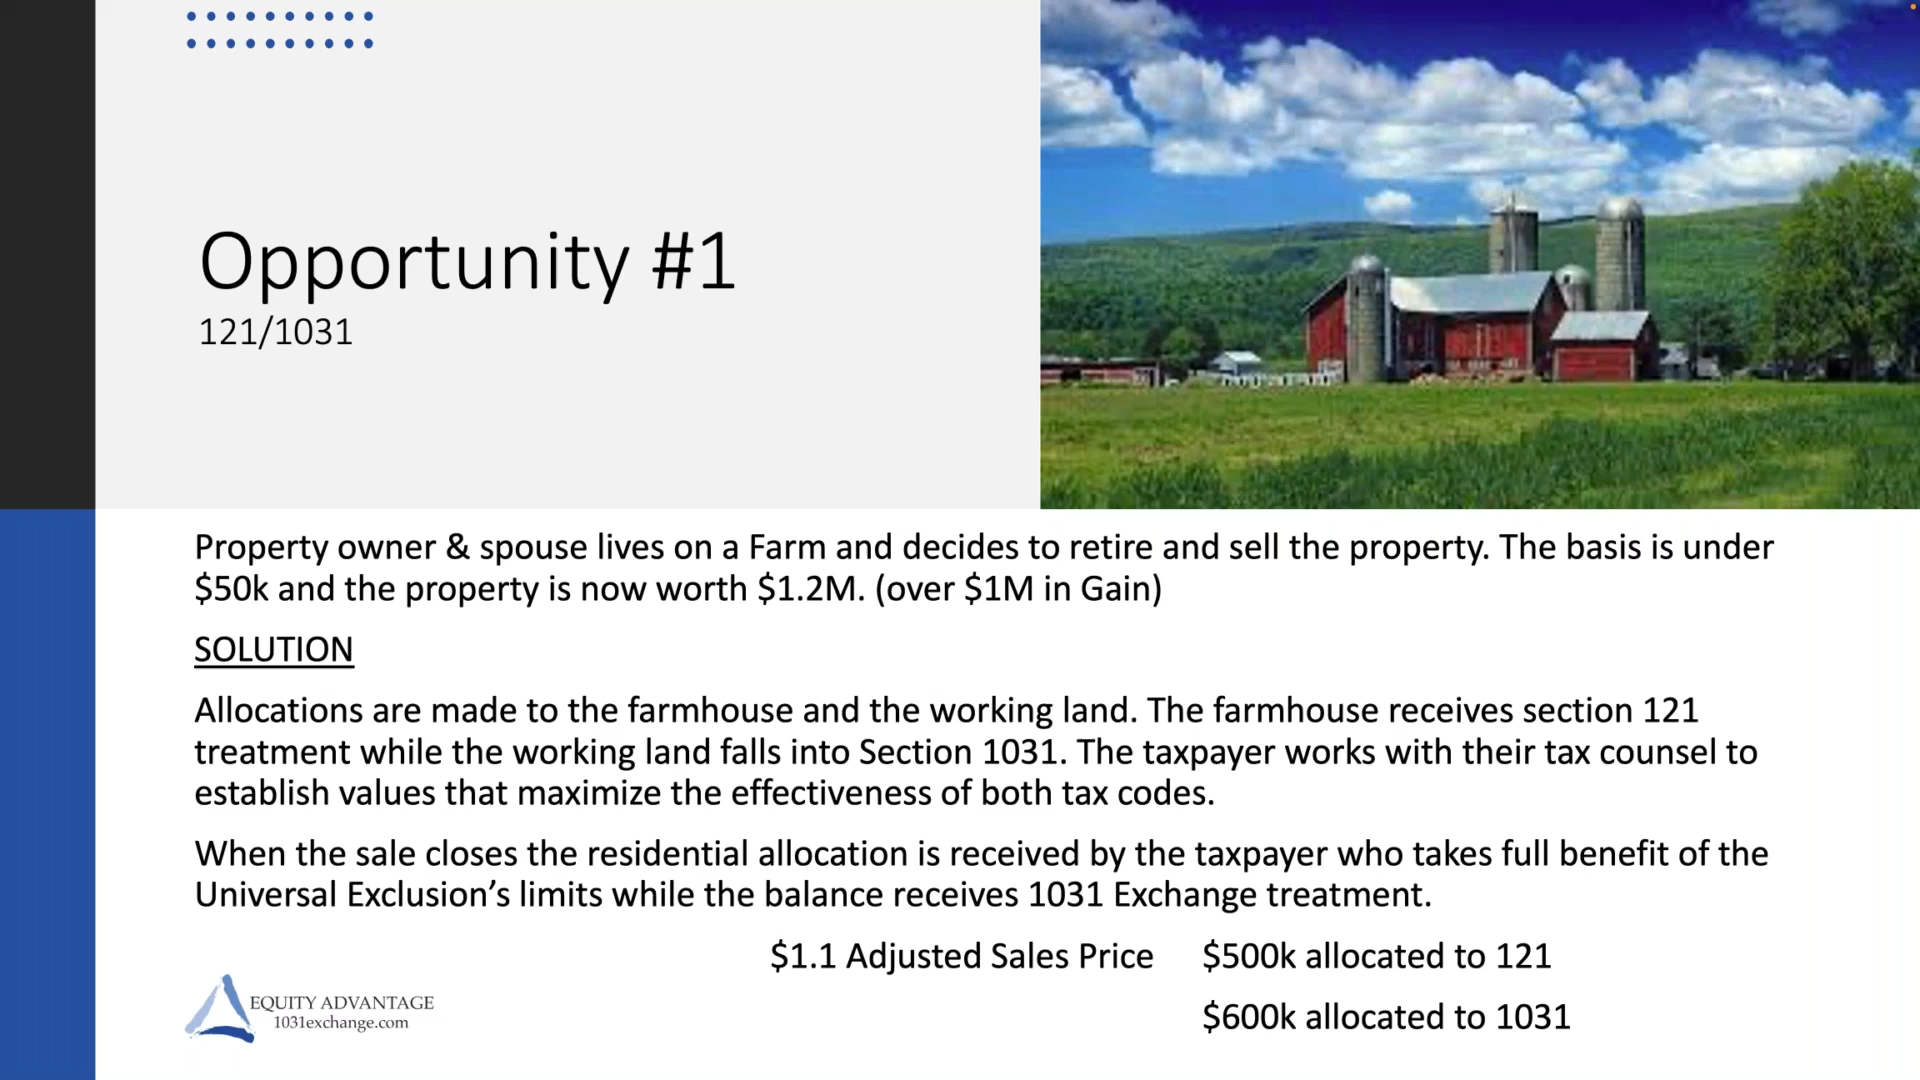 Opportunity #1
121/1031
Property owner & spouse lives on a Farm and decides to retire and sell the property. The basis is under
$50k and the property is now worth $1.2M. (over $1M in Gain)
SOLUTION
Allocations are made to the farmhouse and the working land. The farmhouse receives section 121
treatment while the working land falls into Section 1031. The taxpayer works with their tax counsel to
establish values that maximize the effectiveness of both tax codes.
When the sale closes the residential allocation is received by the taxpayer who takes full benefit of the
Universal Exclusion’s limits while the balance receives 1031 Exchange treatment.
$1.1 Adjusted Sales Price $500k allocated to 121
$600k allocated to 1031
EQUITY ADVANTAGE
1031exchange.com